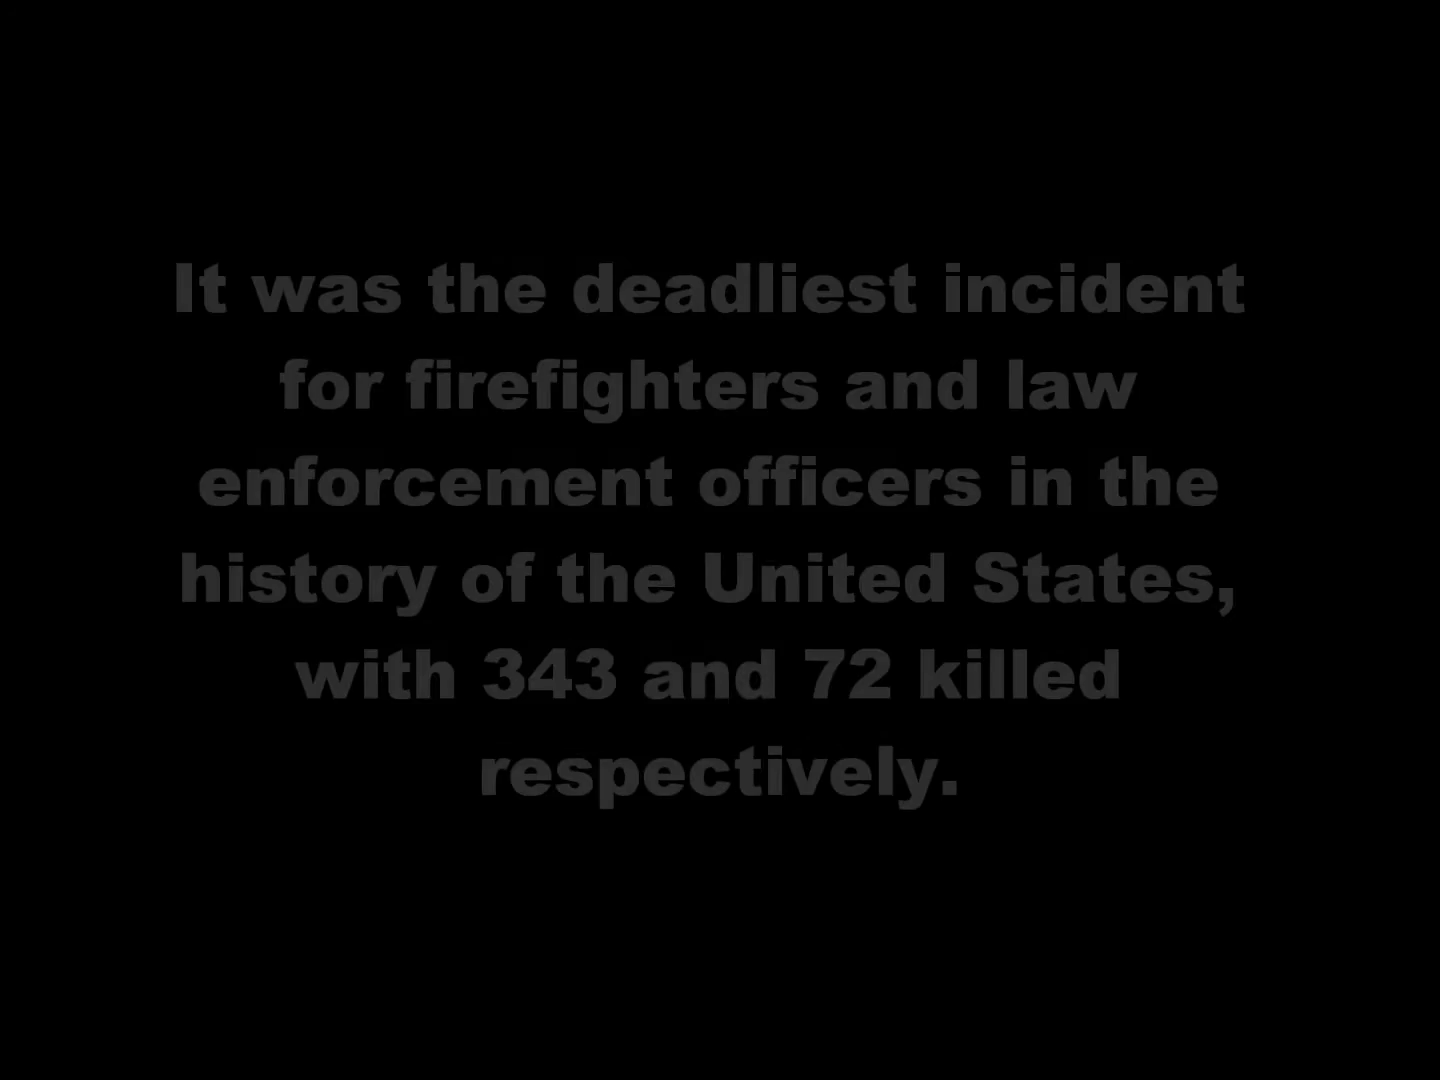 It was the deadliest incident
for firefighters and law
enforcement officers in the
history of the United States,
with 343 and 72 killed
respectively.